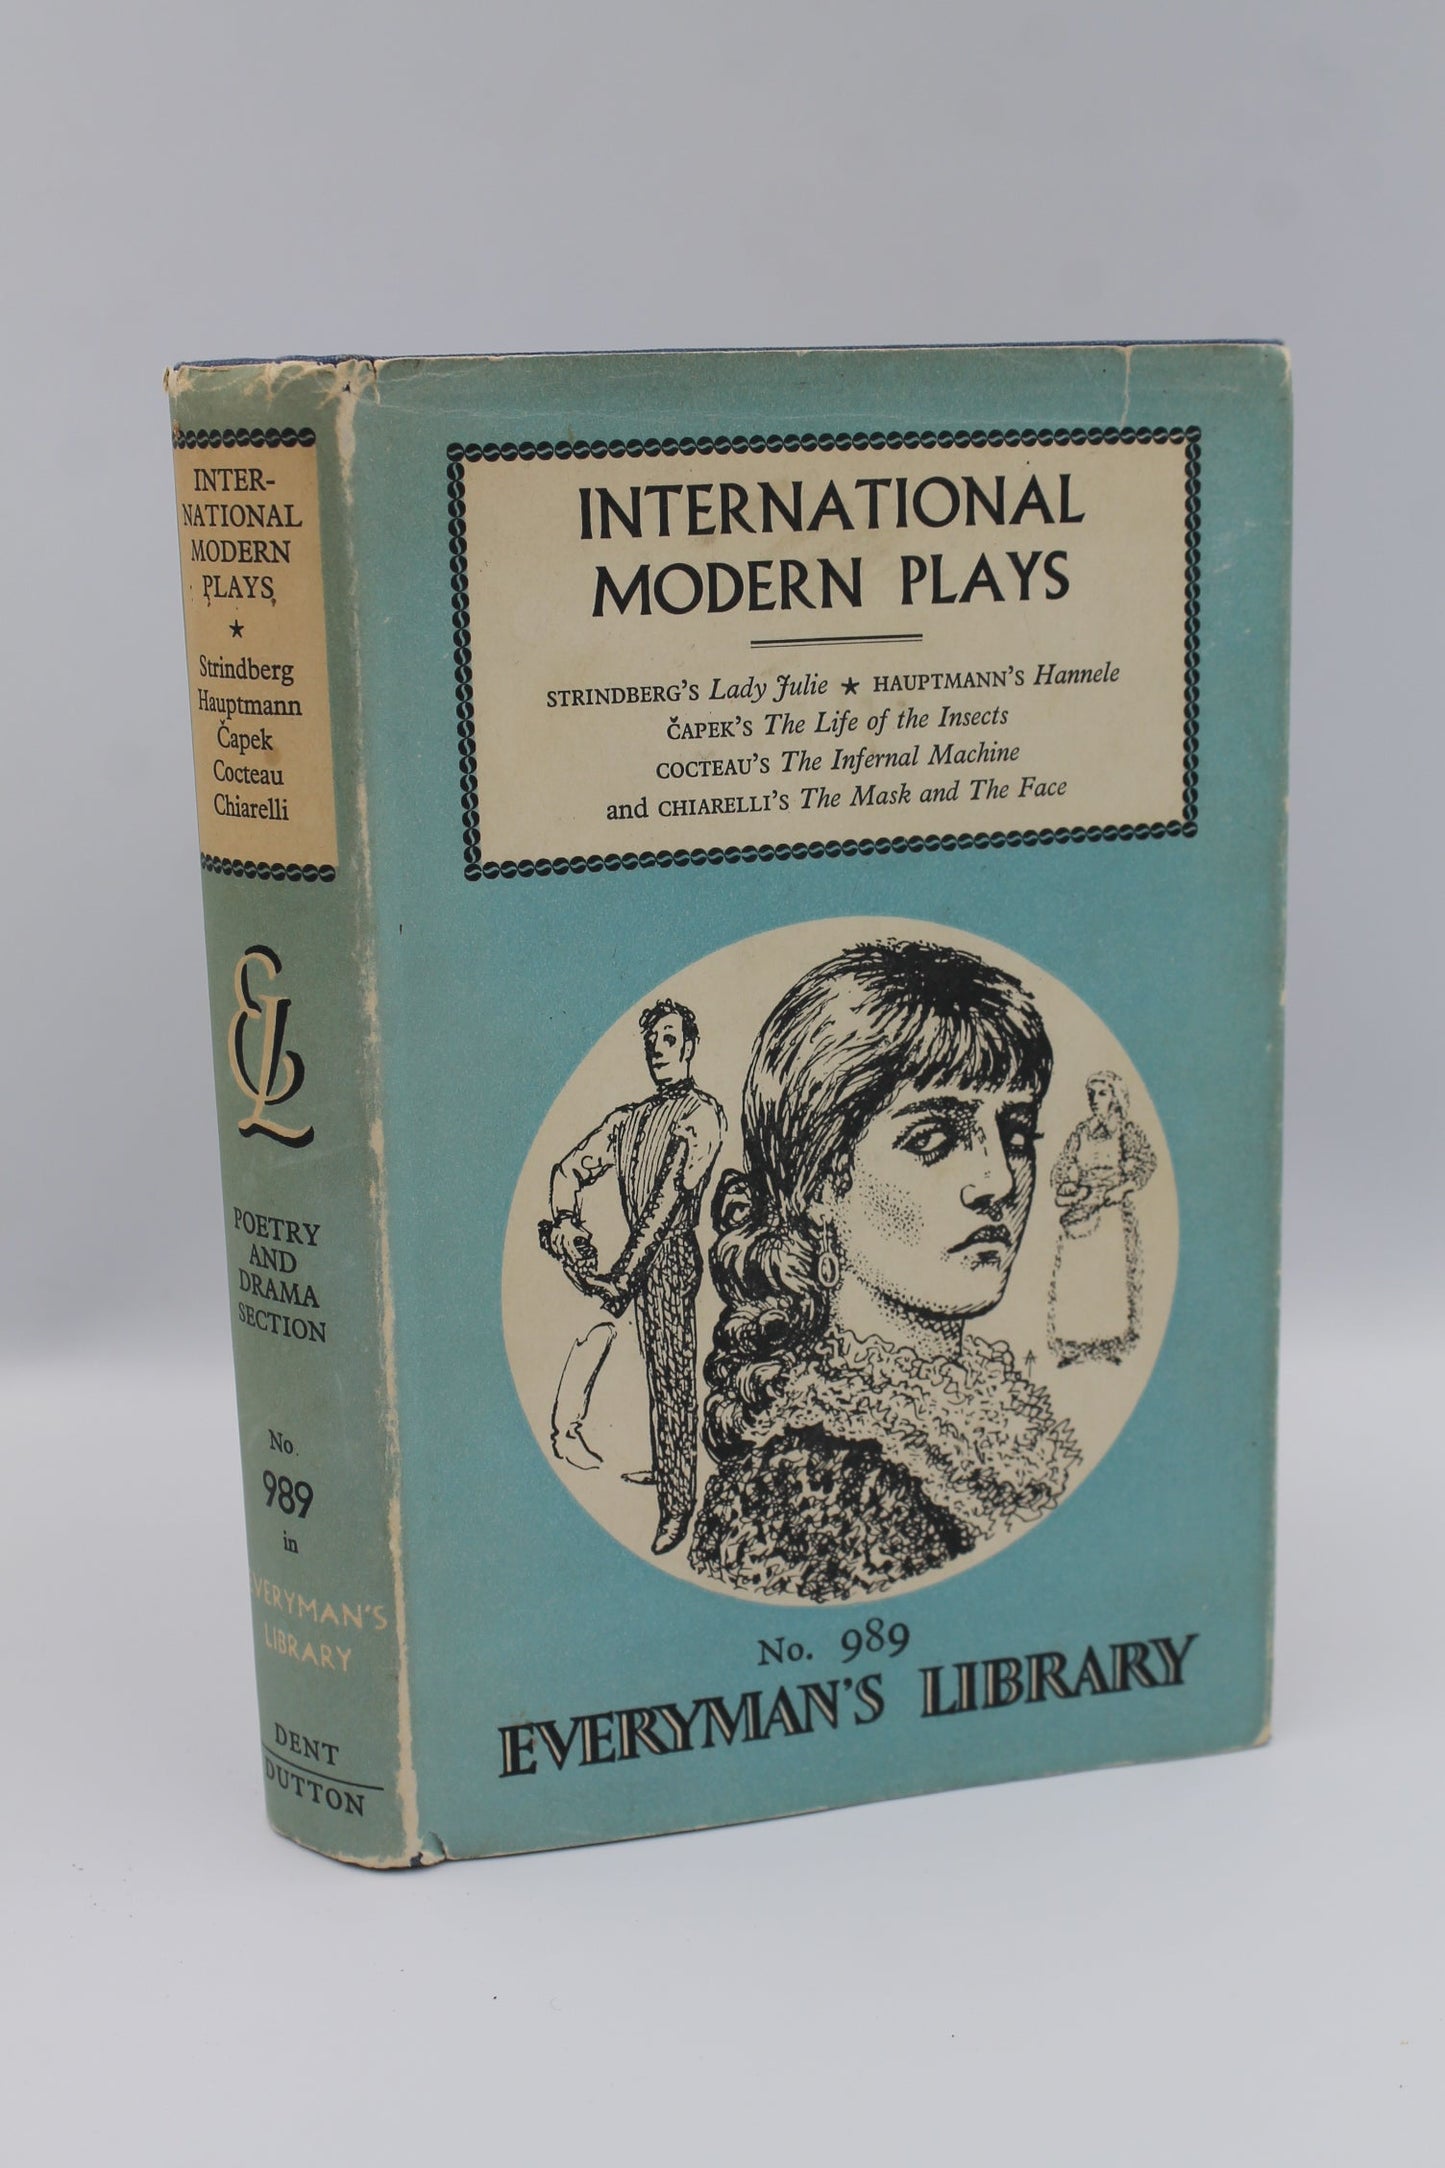 INTER-
NATIONAL
MODERN
PLAYS
★
Strindberg
Hauptmann
Čapek
Cocteau
Chiarelli
EL
POETRY
AND
DRAMA
SECTION
No.
989
in
EVERYMAN'S
LIBRARY
DENT
DUTTON
INTERNATIONAL
MODERN PLAYS
STRINDBERG'S Lady Julie ★ HAUPTMANN'S Hannele
ČAPEK'S The Life of the Insects
COCTEAU'S The Infernal Machine
and CHIARELLI'S The Mask and The Face
No. 989
EVERYMAN'S LIBRARY